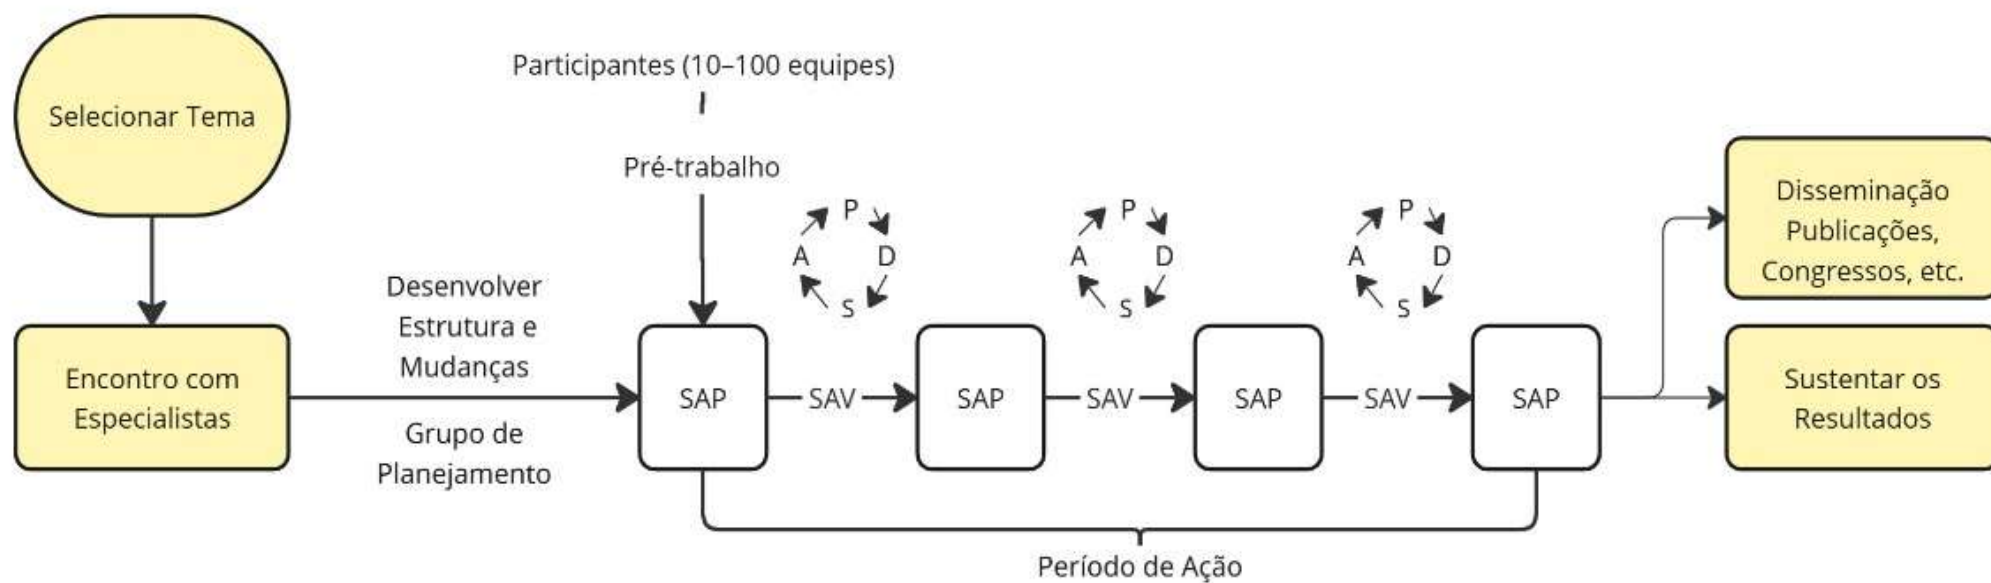 Selecionar Tema
Encontro com
Especialistas
Desenvolver
Estrutura e
Mudanças
Grupo de
Planejamento
Participantes (10–100 equipes)
Pré-trabalho
SAP
P
A
D
S
SAV
SAP
P
A
D
S
SAV
SAP
P
A
D
S
SAV
SAP
Período de Ação
Disseminação
Publicações,
Congressos, etc.
Sustentar os
Resultados